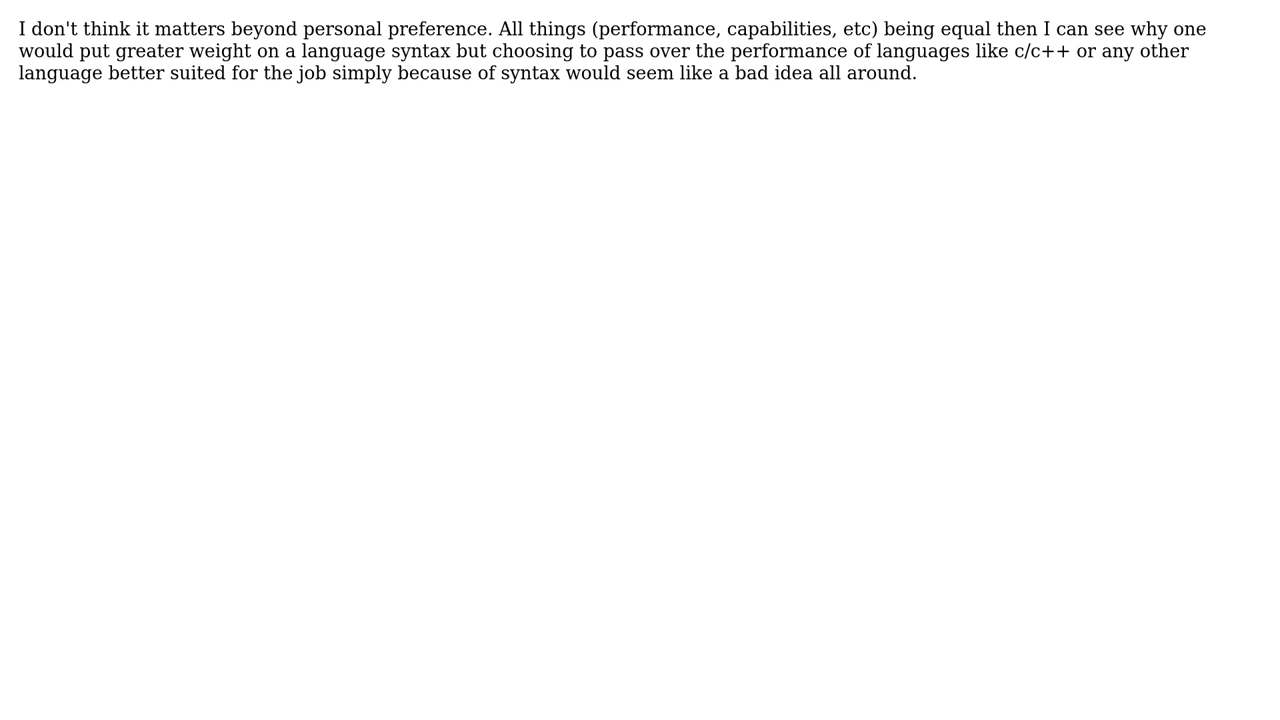 I don't think it matters beyond personal preference. All things (performance, capabilities, etc) being equal then I can see why one
would put greater weight on a language syntax but choosing to pass over the performance of languages like c/c++ or any other
language better suited for the job simply because of syntax would seem like a bad idea all around.